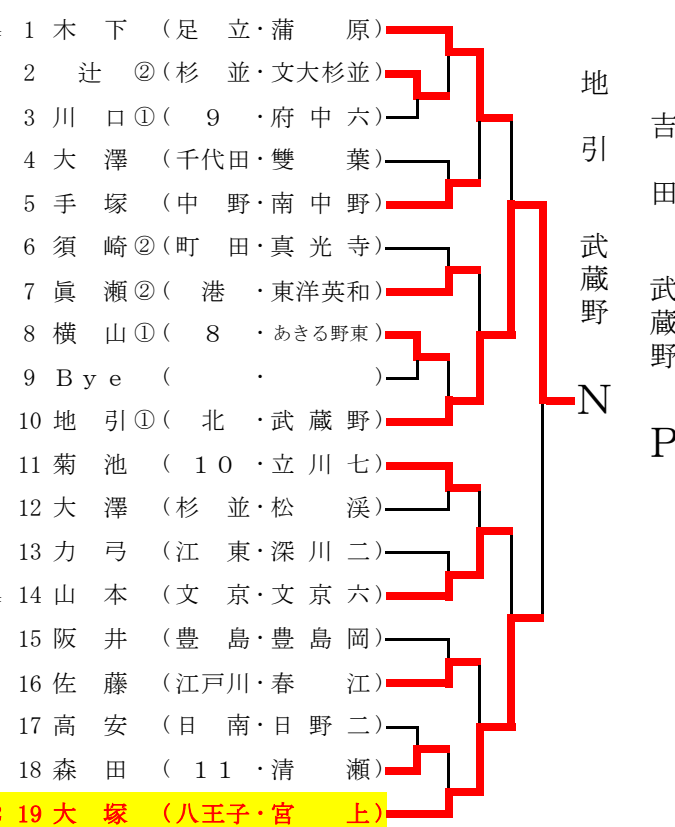 1 木 下 (足 立・蒲 原)
2 辻 ②(杉 並・文大杉並)
3 川 口①( 9 ・府 中 六)
4 大 澤 (千代田・雙 葉)
5 手 塚 (中 野・南 中 野)
6 須 崎②(町 田・真 光 寺)
7 眞 瀬②( 港 ・東洋英和)
8 横 山①( 8 ・あきる野東)
9 Bye ( ・ )
10 地 引①( 北 ・武 蔵 野)
11 菊 池 ( 10 ・立 川 七)
12 大 澤 (杉 並・松 渓)
13 力 弓 (江 東・深 川 二)
14 山 本 (文 京・文 京 六)
15 阪 井 (豊 島・豊 島 岡)
16 佐 藤 (江戸川・春 江)
17 高 安 (日 南・日 野 二)
18 森 田 ( 11 ・清 瀬)
19 大 塚 (八王子・宮 上)
地 引 武蔵野
N
吉 田 武蔵野
P